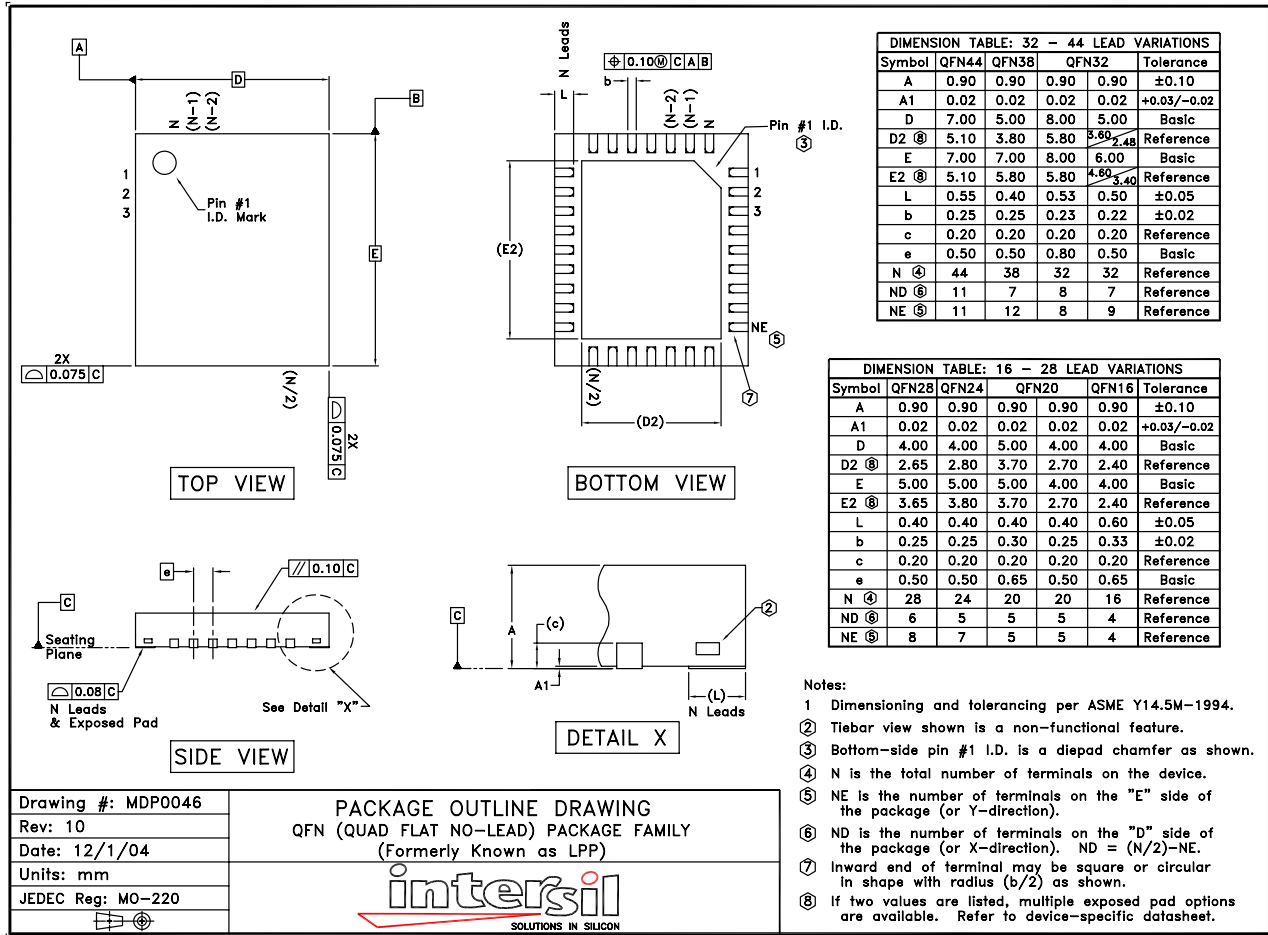 A
D
B
N
(N-1)
(N-2)
1
2
3
Pin #1
I.D. Mark
E
2X
0.075 C
(N/2)
0.075 C
2X
TOP VIEW
N Leads
L
⌖ 0.10Ⓜ C A B
b
(N-2)
(N-1)
N
Pin #1 I.D.
3
1
2
3
(E2)
NE
5
(N/2)
7
(D2)
BOTTOM VIEW
e
// 0.10 C
C
Seating
Plane
0.08 C
N Leads
& Exposed Pad
See Detail "X"
SIDE VIEW
C
A
(c)
2
A1
(L)
N Leads
DETAIL X
DIMENSION TABLE: 32 - 44 LEAD VARIATIONS
Symbol QFN44 QFN38 QFN32 Tolerance
A 0.90 0.90 0.90 0.90 ±0.10
A1 0.02 0.02 0.02 0.02 +0.03/-0.02
D 7.00 5.00 8.00 5.00 Basic
D2 8 5.10 3.80 5.80 3.60/2.48 Reference
E 7.00 7.00 8.00 6.00 Basic
E2 8 5.10 5.80 5.80 4.60/3.40 Reference
L 0.55 0.40 0.53 0.50 ±0.05
b 0.25 0.25 0.23 0.22 ±0.02
c 0.20 0.20 0.20 0.20 Reference
e 0.50 0.50 0.80 0.50 Basic
N 4 44 38 32 32 Reference
ND 6 11 7 8 7 Reference
NE 5 11 12 8 9 Reference
DIMENSION TABLE: 16 - 28 LEAD VARIATIONS
Symbol QFN28 QFN24 QFN20 QFN16 Tolerance
A 0.90 0.90 0.90 0.90 0.90 ±0.10
A1 0.02 0.02 0.02 0.02 0.02 +0.03/-0.02
D 4.00 4.00 5.00 4.00 4.00 Basic
D2 8 2.65 2.80 3.70 2.70 2.40 Reference
E 5.00 5.00 5.00 4.00 4.00 Basic
E2 8 3.65 3.80 3.70 2.70 2.40 Reference
L 0.40 0.40 0.40 0.40 0.60 ±0.05
b 0.25 0.25 0.30 0.25 0.33 ±0.02
c 0.20 0.20 0.20 0.20 0.20 Reference
e 0.50 0.50 0.65 0.50 0.65 Basic
N 4 28 24 20 20 16 Reference
ND 6 6 5 5 5 4 Reference
NE 5 8 7 5 5 4 Reference
Notes:
1 Dimensioning and tolerancing per ASME Y14.5M-1994.
2 Tiebar view shown is a non-functional feature.
3 Bottom-side pin #1 I.D. is a diepad chamfer as shown.
4 N is the total number of terminals on the device.
5 NE is the number of terminals on the "E" side of
the package (or Y-direction).
6 ND is the number of terminals on the "D" side of
the package (or X-direction). ND = (N/2)-NE.
7 Inward end of terminal may be square or circular
in shape with radius (b/2) as shown.
8 If two values are listed, multiple exposed pad options
are available. Refer to device-specific datasheet.
Drawing #: MDP0046
Rev: 10
Date: 12/1/04
Units: mm
JEDEC Reg: MO-220
PACKAGE OUTLINE DRAWING
QFN (QUAD FLAT NO-LEAD) PACKAGE FAMILY
(Formerly Known as LPP)
intersil
SOLUTIONS IN SILICON